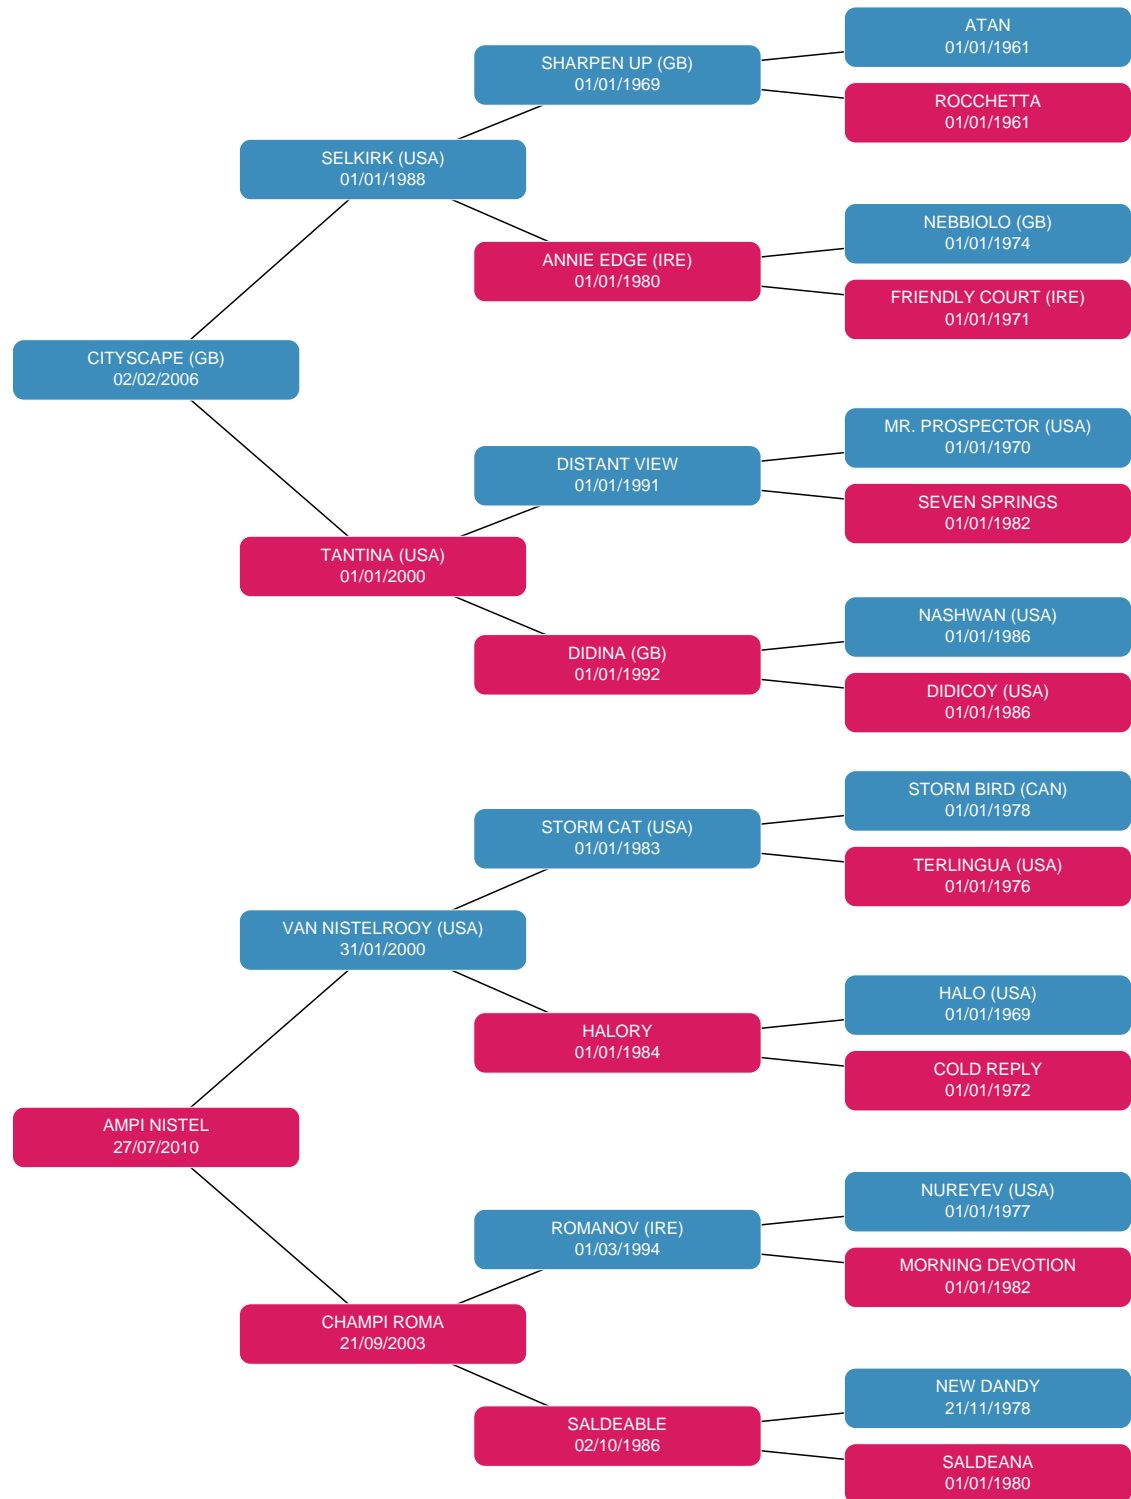 ATAN
01/01/1961
SHARPEN UP (GB)
01/01/1969
ROCCHETTA
01/01/1961
SELKIRK (USA)
01/01/1988
NEBBIOLO (GB)
01/01/1974
ANNIE EDGE (IRE)
01/01/1980
FRIENDLY COURT (IRE)
01/01/1971
CITYSCAPE (GB)
02/02/2006
MR. PROSPECTOR (USA)
01/01/1970
DISTANT VIEW
01/01/1991
SEVEN SPRINGS
01/01/1982
TANTINA (USA)
01/01/2000
NASHWAN (USA)
01/01/1986
DIDINA (GB)
01/01/1992
DIDICOY (USA)
01/01/1986
STORM BIRD (CAN)
01/01/1978
STORM CAT (USA)
01/01/1983
TERLINGUA (USA)
01/01/1976
VAN NISTELROOY (USA)
31/01/2000
HALO (USA)
01/01/1969
HALORY
01/01/1984
COLD REPLY
01/01/1972
AMPI NISTEL
27/07/2010
NUREYEV (USA)
01/01/1977
ROMANOV (IRE)
01/03/1994
MORNING DEVOTION
01/01/1982
CHAMPI ROMA
21/09/2003
NEW DANDY
21/11/1978
SALDEABLE
02/10/1986
SALDEANA
01/01/1980